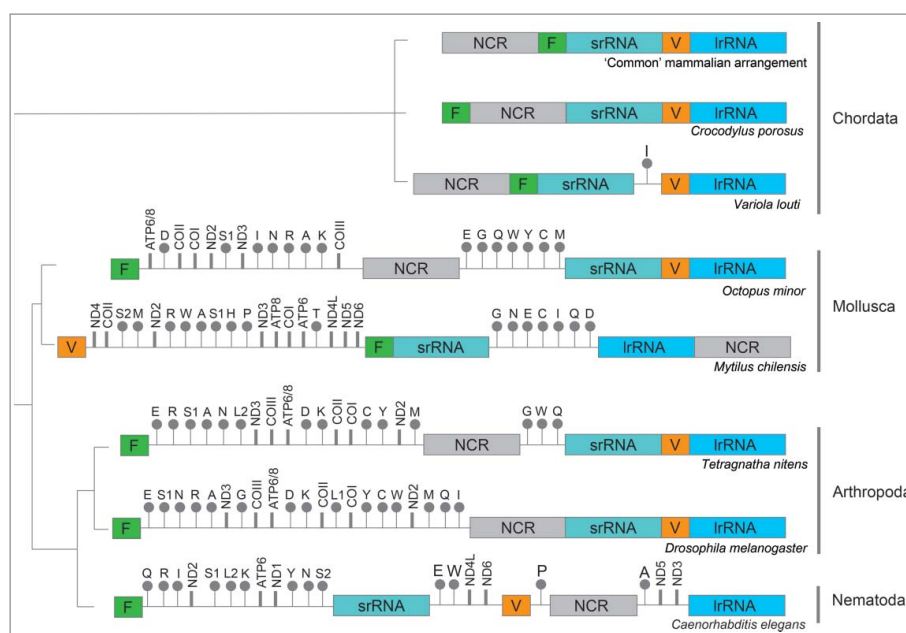 NCR F srRNA V lrRNA
'Common' mammalian arrangement
F NCR srRNA V lrRNA
Crocodylus porosus
Chordata
I
NCR F srRNA V lrRNA
Variola louti
ATP6/8 D COII COI ND2 S1 ND3 I N R A K COIII E G Q W Y C M
F NCR srRNA V lrRNA
Octopus minor
Mollusca
ND4 COII S2 M ND2 R W A S1 H P ND3 ATP8 COI ATP6 T ND4L ND5 ND6 G N E C I Q D
V F srRNA lrRNA NCR
Mytilus chilensis
E R S1 A N L2 ND3 COIII ATP6/8 D K COII COI C Y ND2 M G W Q
F NCR srRNA V lrRNA
Tetragnatha nitens
Arthropoda
E S1 N R A ND3 G COIII ATP6/8 D K COII L1 COI Y C W ND2 M Q I
F NCR srRNA V lrRNA
Drosophila melanogaster
Q R I ND2 S1 L2 K ATP6 ND1 Y N S2 E W ND4L ND6 P A ND5 ND3
F srRNA V NCR lrRNA
Caenorhabditis elegans
Nematoda